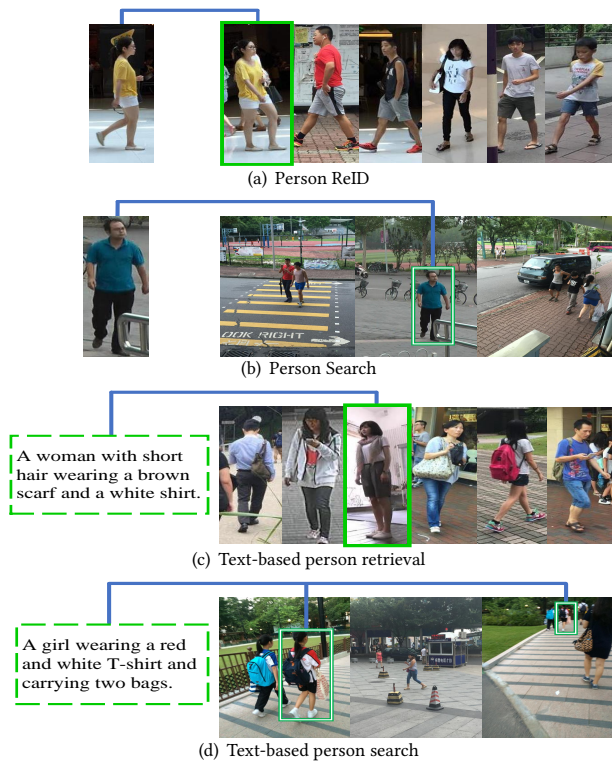 (a) Person ReID
LOOK RIGHT
(b) Person Search
A woman with short
hair wearing a brown
scarf and a white shirt.
(c) Text-based person retrieval
A girl wearing a red
and white T-shirt and
carrying two bags.
(d) Text-based person search